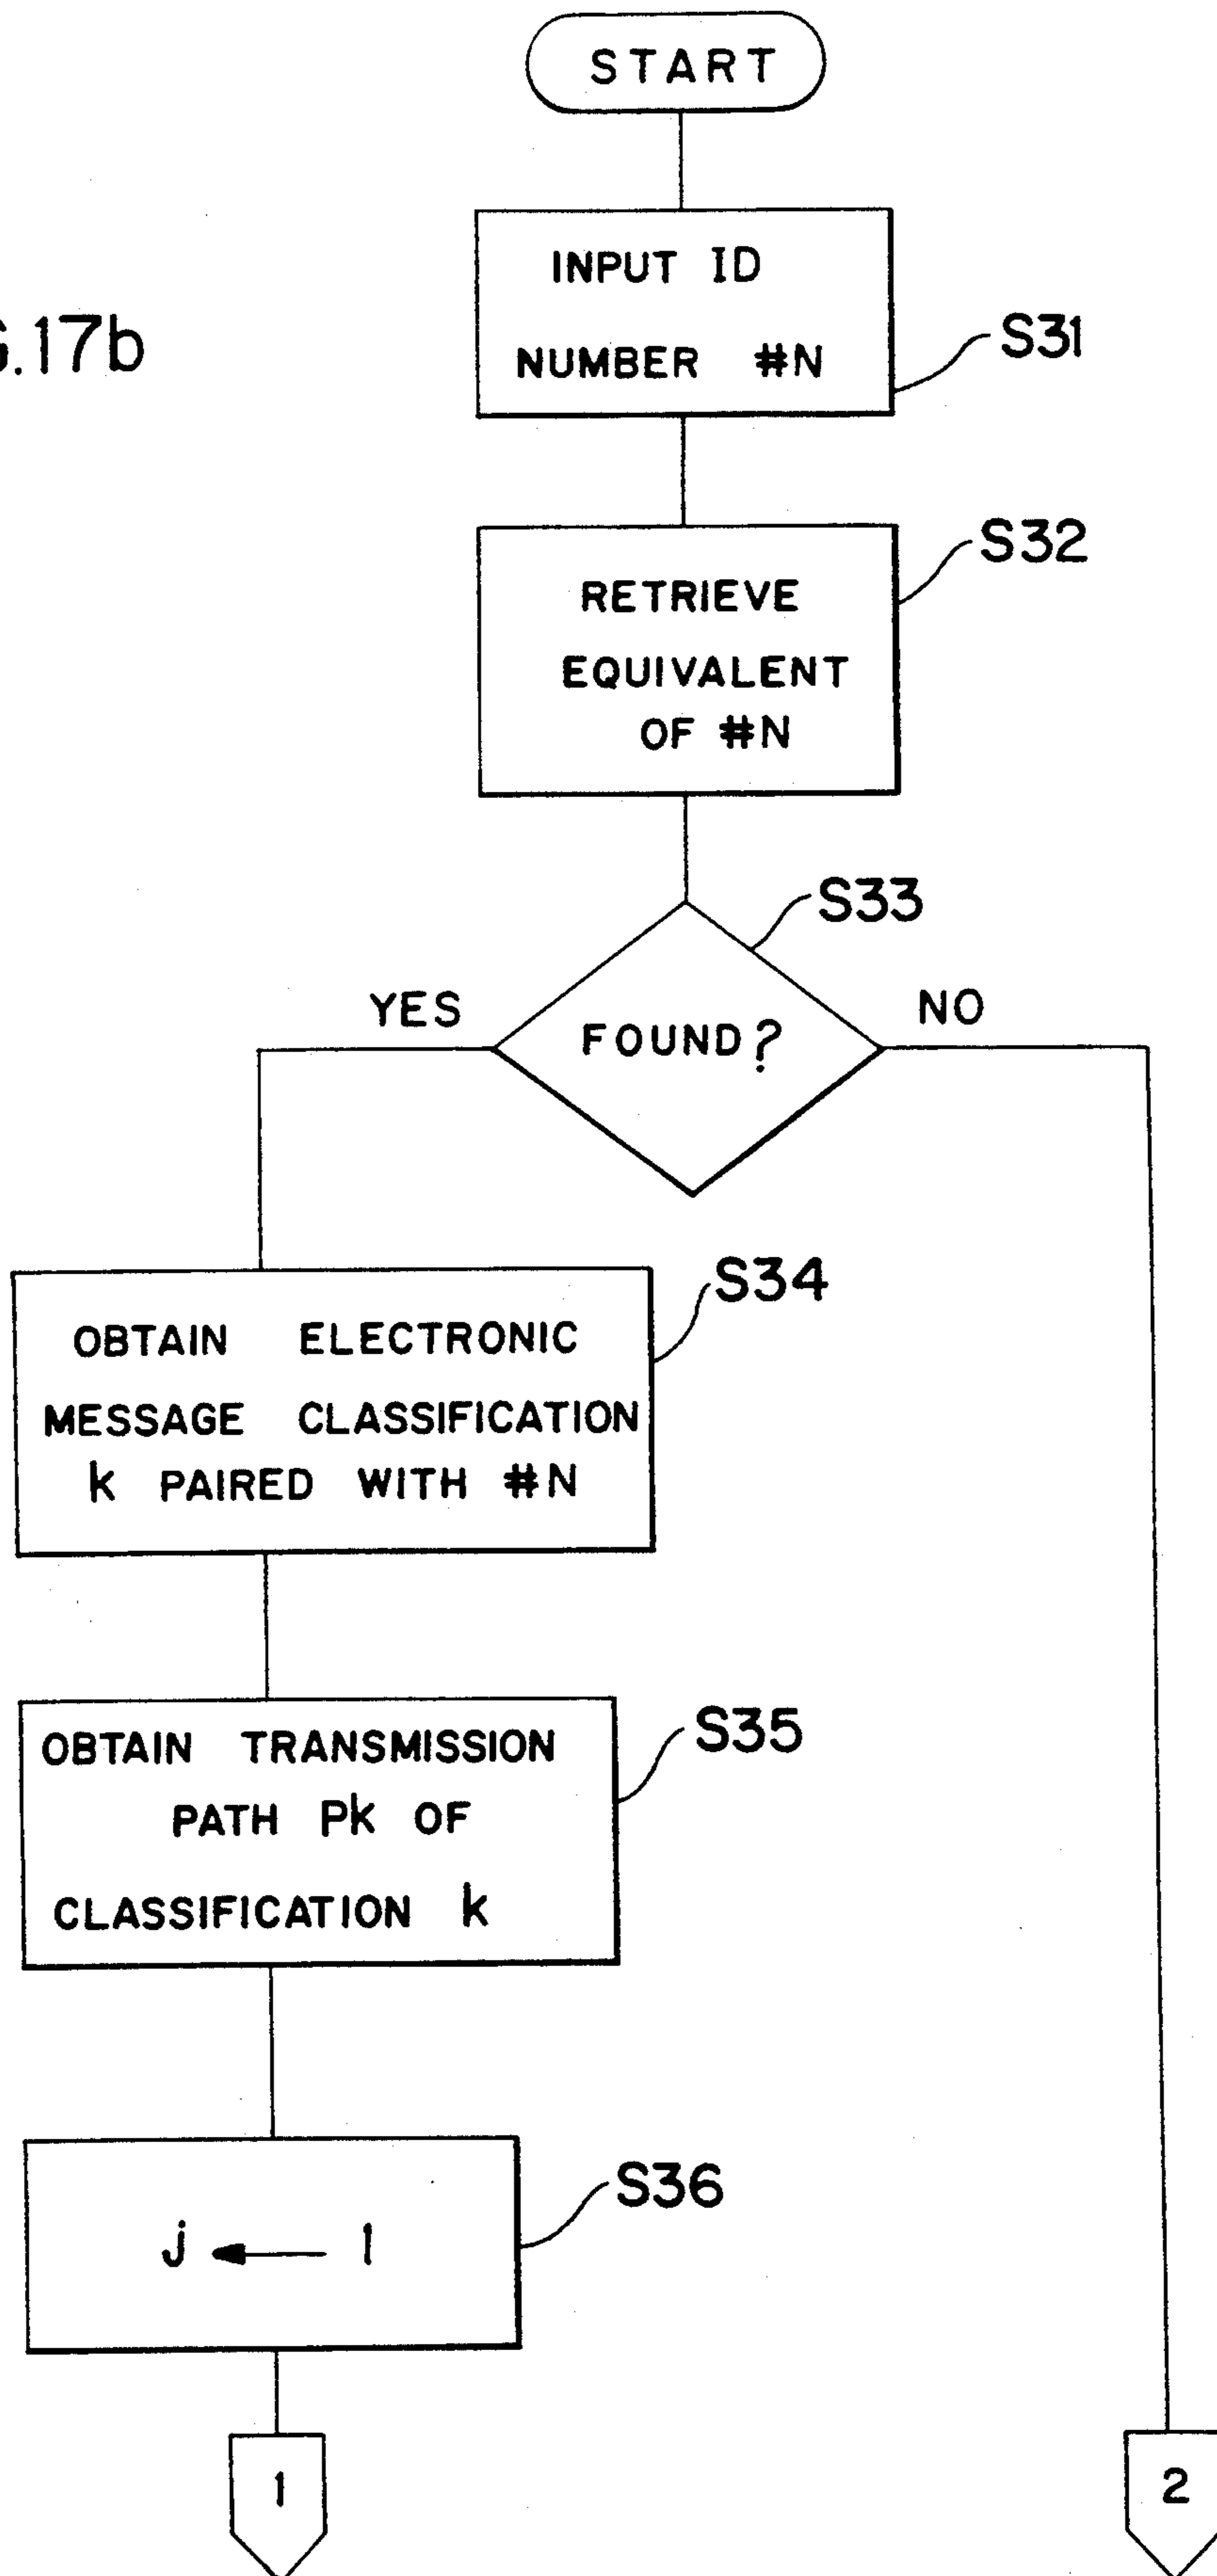 START
INPUT ID
NUMBER #N
S31
G.17b
S32
RETRIEVE
EQUIVALENT
OF #N
S33
YES
FOUND?
NO
S34
OBTAIN ELECTRONIC
MESSAGE CLASSIFICATION
k PAIRED WITH #N
S35
OBTAIN TRANSMISSION
PATH Pk OF
CLASSIFICATION k
S36
j ← 1
1
2